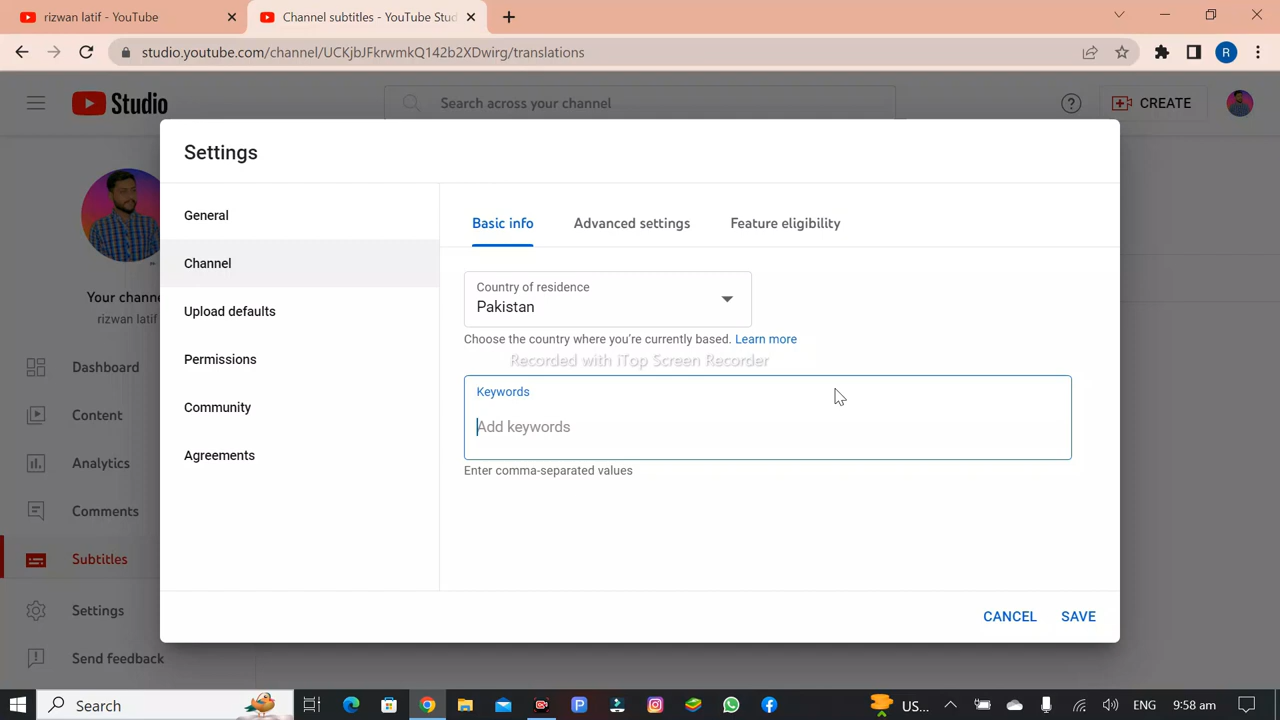 rizwan latif - YouTube
Channel subtitles - YouTube Stud
studio.youtube.com/channel/UCKjbJFkrwmkQ142b2XDwirg/translations
R
Studio
Search across your channel
CREATE
Settings
General
Basic info
Advanced settings
Feature eligibility
Channel
Country of residence
Pakistan
Your channe
rizwan latif
Upload defaults
Choose the country where you're currently based. Learn more
Recorded with iTop Screen Recorder
Dashboard
Permissions
Keywords
Add keywords
Content
Community
Analytics
Agreements
Enter comma-separated values
Comments
Subtitles
Settings
CANCEL
SAVE
Send feedback
Search
US...
ENG
9:58 am